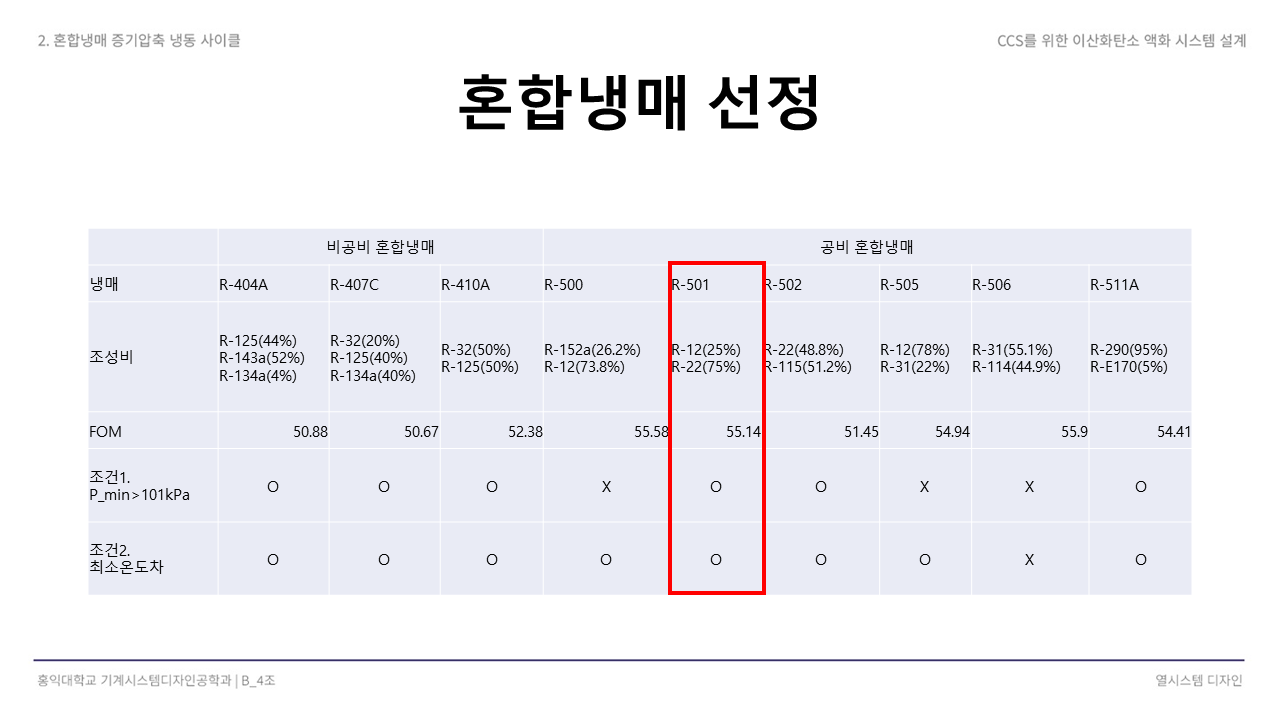 2. 혼합냉매 증기압축 냉동 사이클
CCS를 위한 이산화탄소 액화 시스템 설계
혼합냉매 선정
비공비 혼합냉매 공비 혼합냉매
냉매 R-404A R-407C R-410A R-500 R-501 R-502 R-505 R-506 R-511A
조성비
R-125(44%)
R-143a(52%)
R-134a(4%)
R-32(20%)
R-125(40%)
R-134a(40%)
R-32(50%)
R-125(50%)
R-152a(26.2%)
R-12(73.8%)
R-12(25%)
R-22(75%)
R-22(48.8%)
R-115(51.2%)
R-12(78%)
R-31(22%)
R-31(55.1%)
R-114(44.9%)
R-290(95%)
R-E170(5%)
FOM 50.88 50.67 52.38 55.58 55.14 51.45 54.94 55.9 54.41
조건1.
P_min>101kPa
O O O X O O X X O
조건2.
최소온도차
O O O O O O O X O
홍익대학교 기계시스템디자인공학과 | B_4조
열시스템 디자인